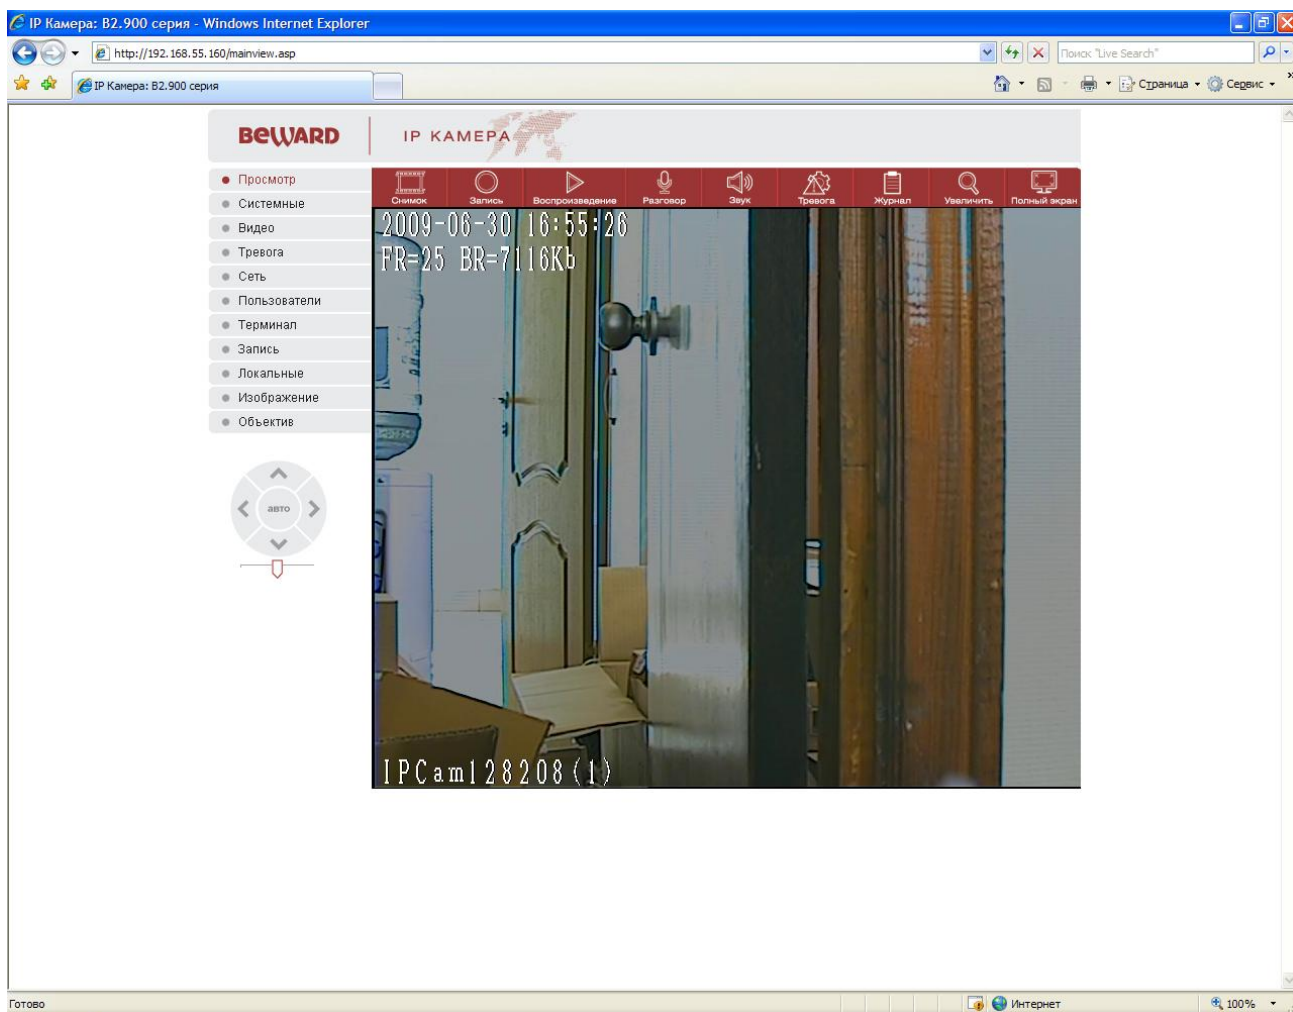 IP Камера: B2.900 серия - Windows Internet Explorer
http://192.168.55.160/mainview.asp
Поиск "Live Search"
IP Камера: B2.900 серия
Страница
Сервис
BEWARD
IP КАМЕРА
Просмотр
Системные
Видео
Тревога
Сеть
Пользователи
Терминал
Запись
Локальные
Изображение
Объектив
авто
Снимок
Запись
Воспроизведение
Разговор
Звук
Тревога
Журнал
Увеличить
Полный экран
2009-06-30 16:55:26
FR=25 BR=7116Kb
IPCam128208(1)
Готово
Интернет
100%